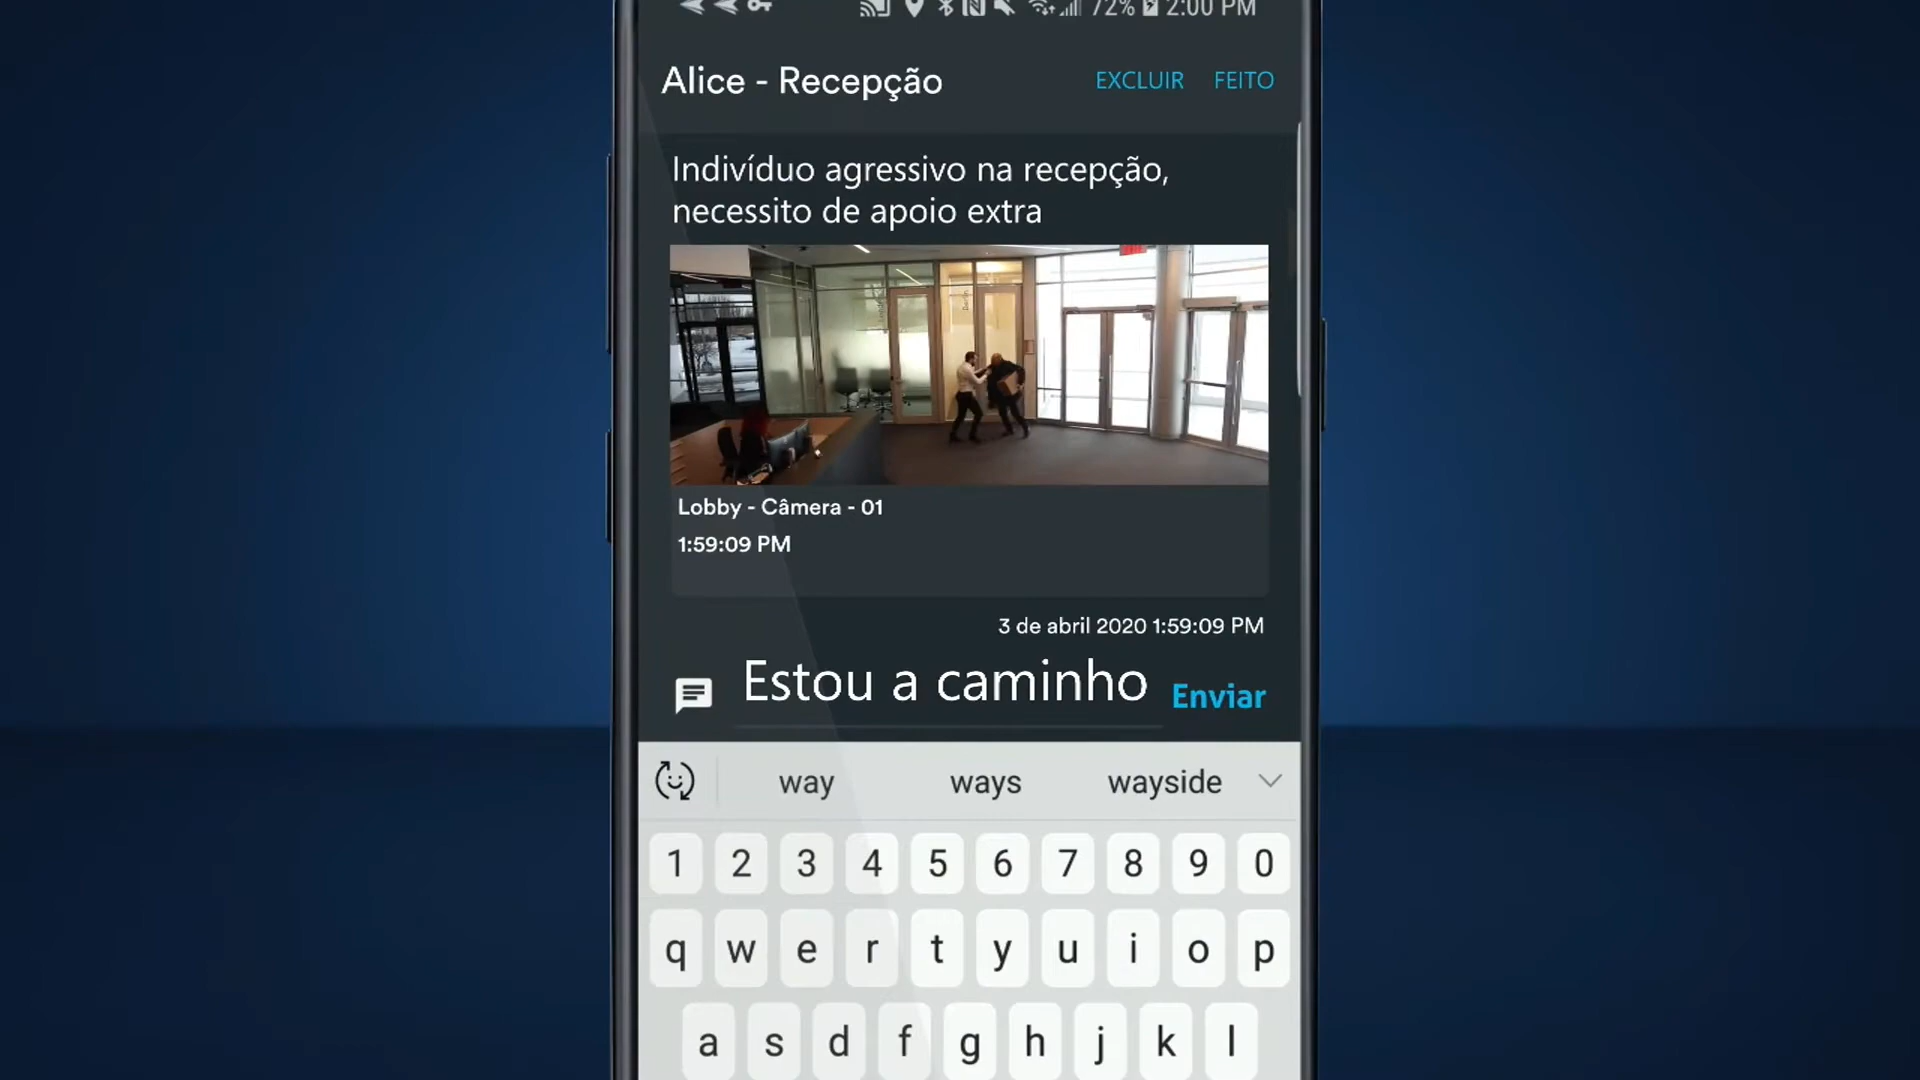 72% 2:00 PM
Alice - Recepção EXCLUIR FEITO
Indivíduo agressivo na recepção,
necessito de apoio extra
Lobby - Câmera - 01
1:59:09 PM
3 de abril 2020 1:59:09 PM
Estou a caminho Enviar
way ways wayside
1 2 3 4 5 6 7 8 9 0
q w e r t y u i o p
a s d f g h j k l